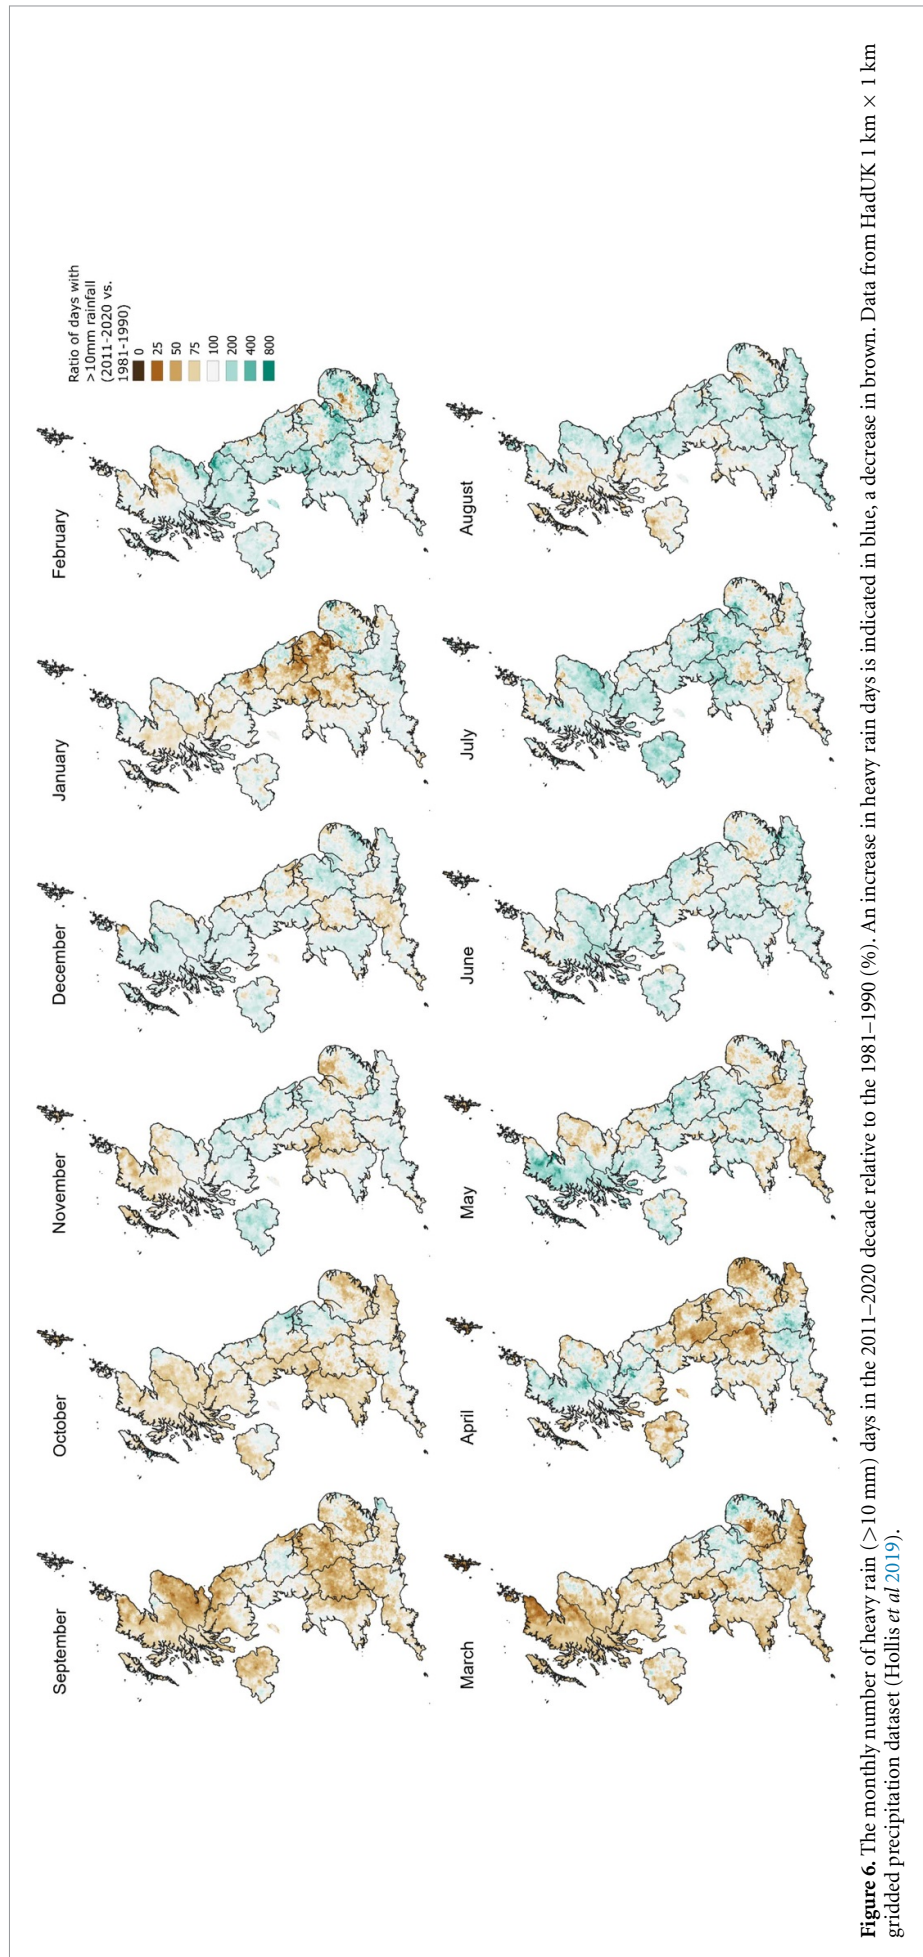 September
October
November
December
January
February
Ratio of days with
>10mm rainfall
(2011-2020 vs.
1981-1990)
0
25
50
75
100
200
400
800
March
April
May
June
July
August
Figure 6. The monthly number of heavy rain (>10 mm) days in the 2011–2020 decade relative to the 1981–1990 (%). An increase in heavy rain days is indicated in blue, a decrease in brown. Data from HadUK 1 km × 1 km
gridded precipitation dataset (Hollis et al 2019).